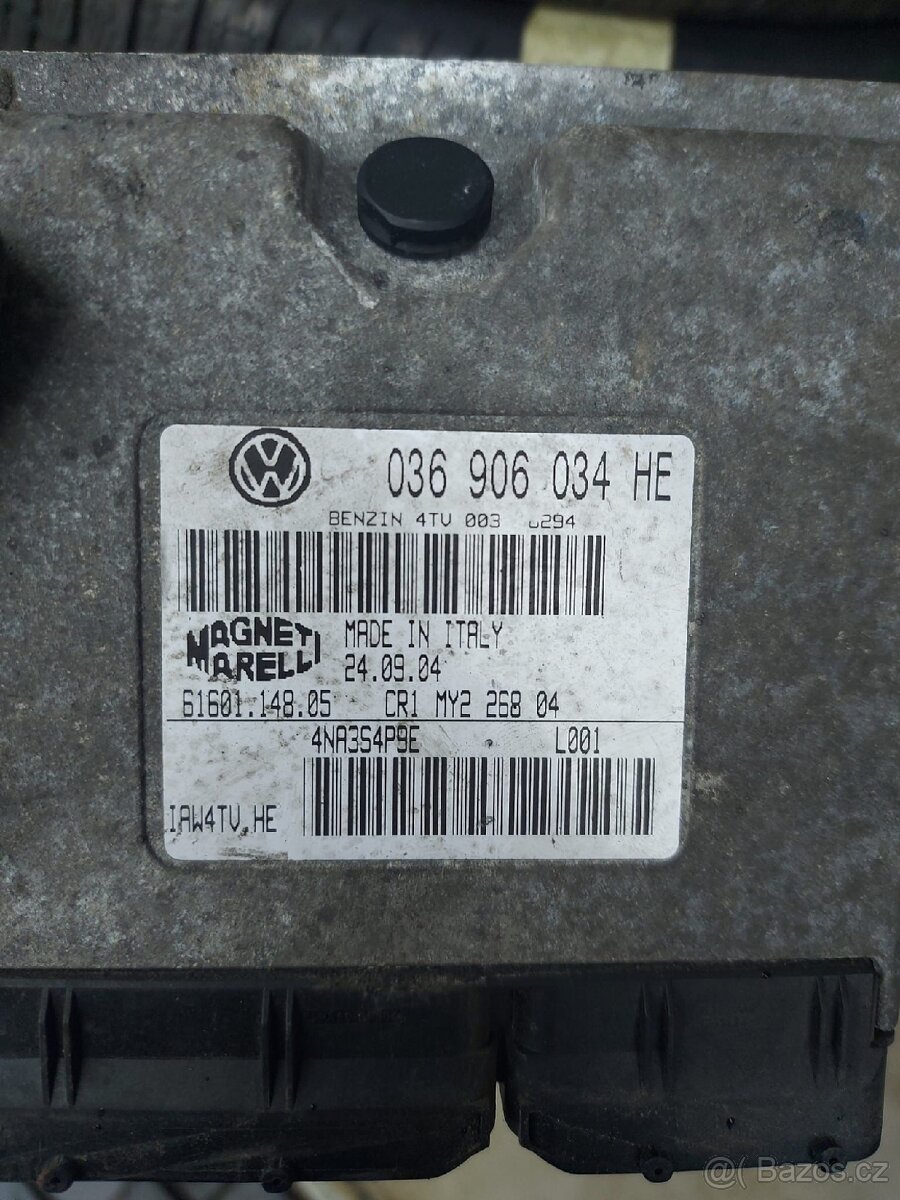 036 906 034 HE
BENZIN 4TV 003
MAGNETI MARELLI
MADE IN ITALY
24.09.04
61601.148.05 CR1 MY2 268 04
4NA3S4P9E L001
IAW4TV.HE
@( Bazos.cz